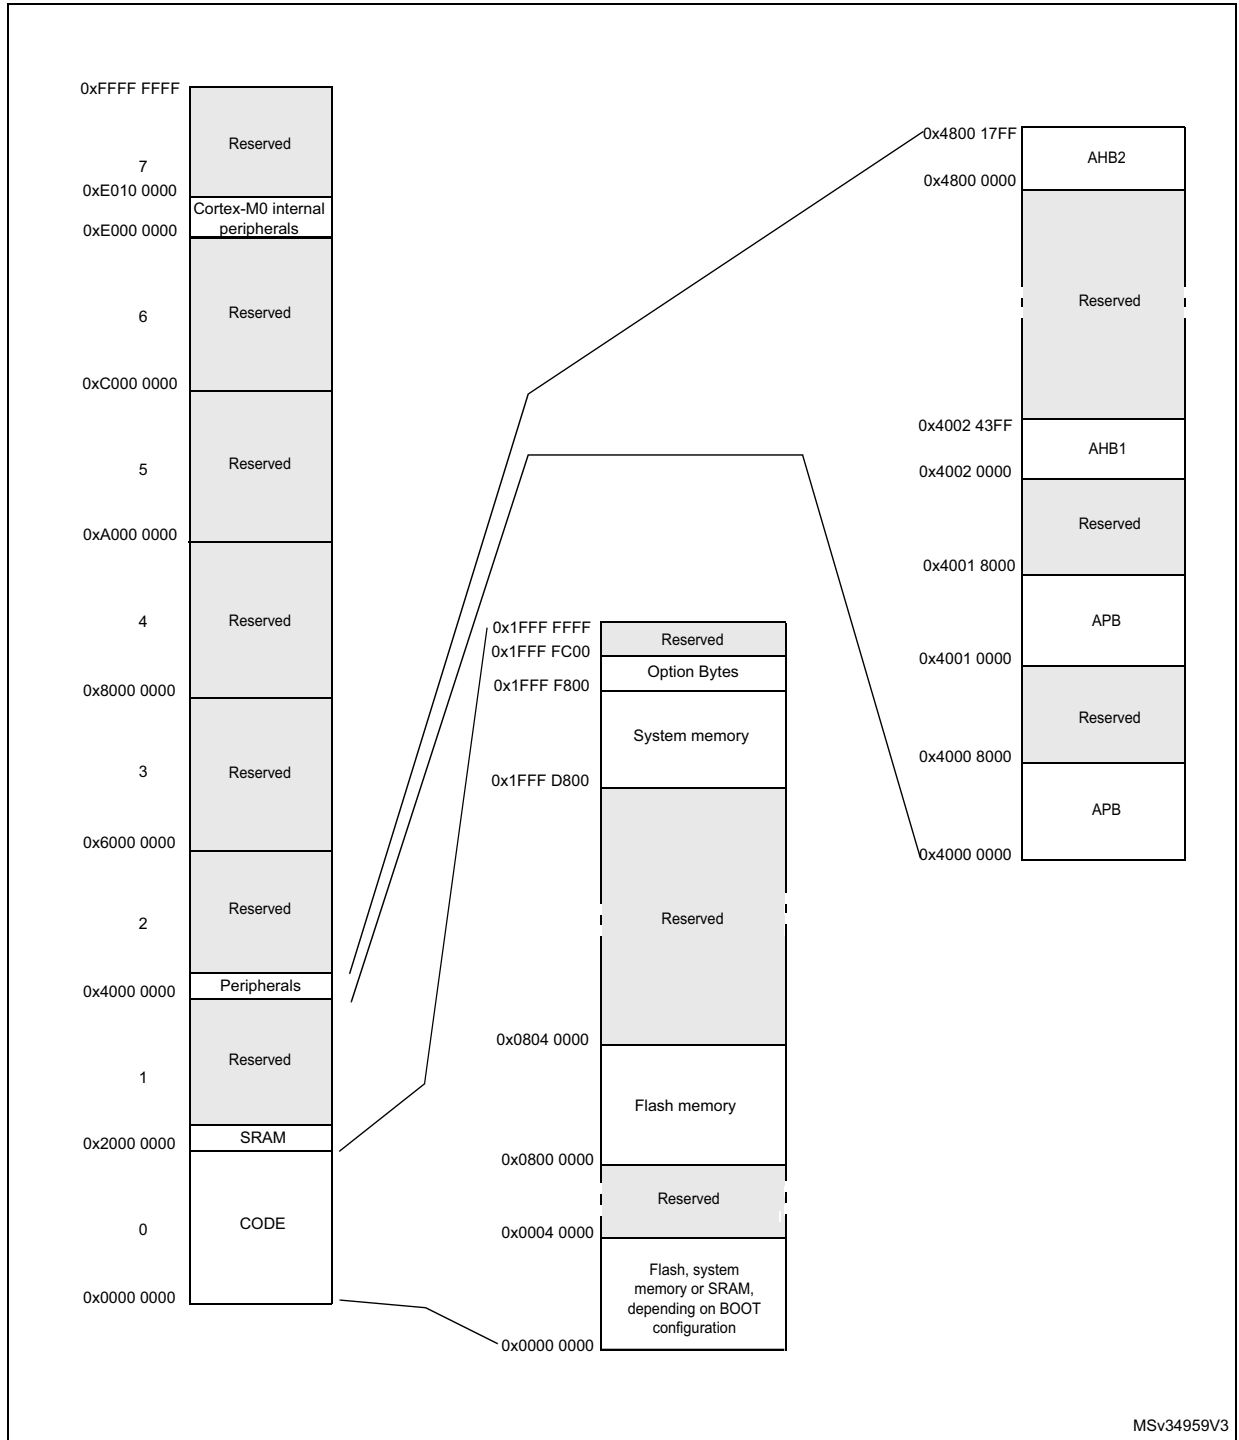 0xFFFF FFFF
Reserved
7
0xE010 0000
Cortex-M0 internal
peripherals
0xE000 0000
Reserved
6
0xC000 0000
Reserved
5
0xA000 0000
Reserved
4
0x8000 0000
Reserved
3
0x6000 0000
Reserved
2
Peripherals
0x4000 0000
Reserved
1
SRAM
0x2000 0000
CODE
0
0x0000 0000
0x1FFF FFFF
Reserved
0x1FFF FC00
Option Bytes
0x1FFF F800
System memory
0x1FFF D800
Reserved
0x0804 0000
Flash memory
0x0800 0000
Reserved
0x0004 0000
Flash, system
memory or SRAM,
depending on BOOT
configuration
0x0000 0000
0x4800 17FF
AHB2
0x4800 0000
Reserved
0x4002 43FF
AHB1
0x4002 0000
Reserved
0x4001 8000
APB
0x4001 0000
Reserved
0x4000 8000
APB
0x4000 0000
MSv34959V3